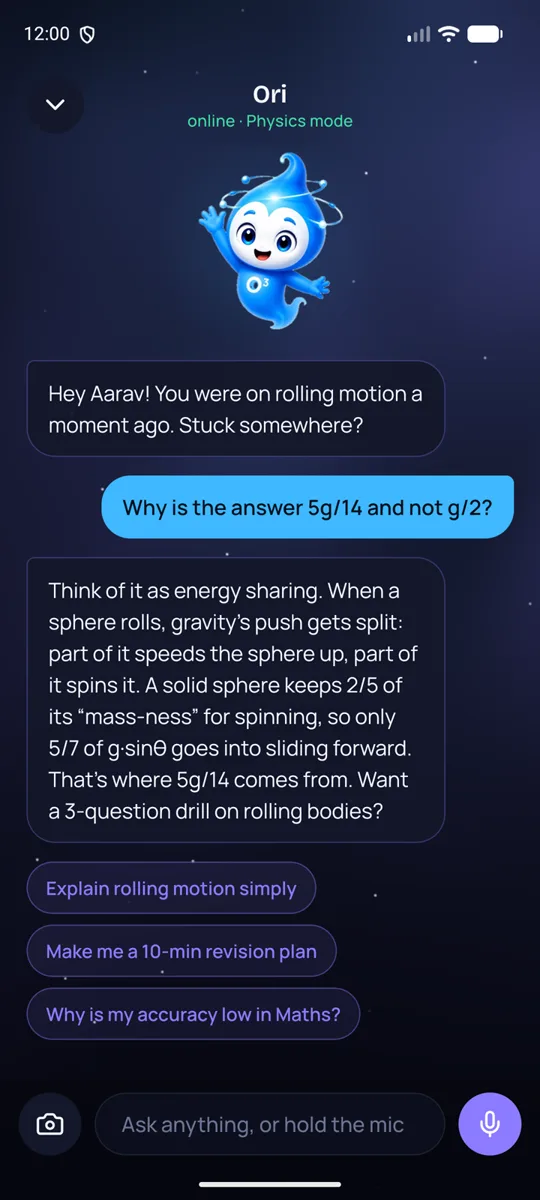 12:00
Ori
online · Physics mode
O³
Hey Aarav! You were on rolling motion a
moment ago. Stuck somewhere?
Why is the answer 5g/14 and not g/2?
Think of it as energy sharing. When a
sphere rolls, gravity’s push gets split:
part of it speeds the sphere up, part of
it spins it. A solid sphere keeps 2/5 of
its “mass-ness” for spinning, so only
5/7 of g·sinθ goes into sliding forward.
That’s where 5g/14 comes from. Want
a 3-question drill on rolling bodies?
Explain rolling motion simply
Make me a 10-min revision plan
Why is my accuracy low in Maths?
Ask anything, or hold the mic